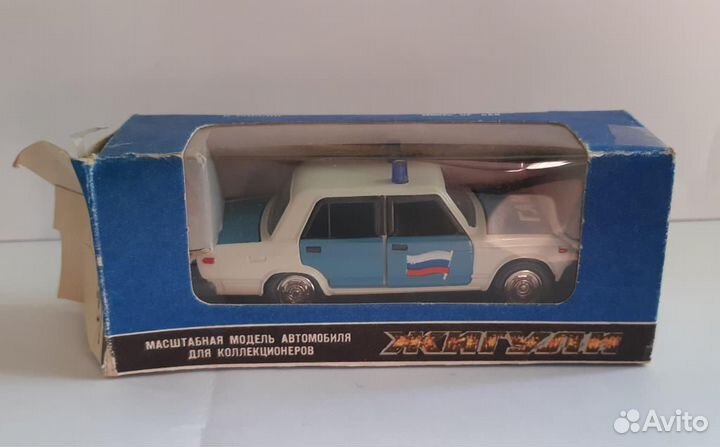 МАСШТАБНАЯ МОДЕЛЬ АВТОМОБИЛЯ
ДЛЯ КОЛЛЕКЦИОНЕРОВ
ЖИГУЛИ
Avito